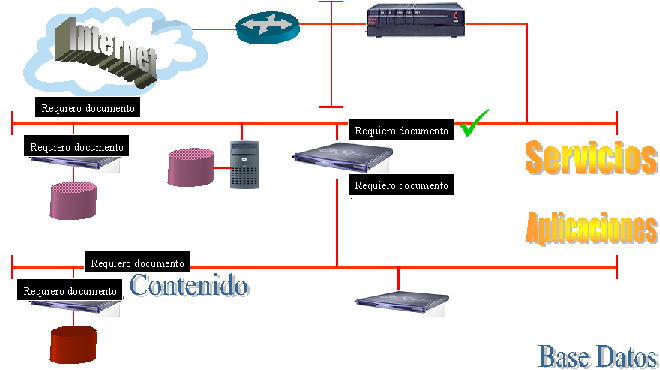 Internet
Requiero documento
Requiero documento
Requiero documento
Servicios
Requiero documento
Aplicaciones
Requiero documento
Contenido
Requiero documento
Base Datos